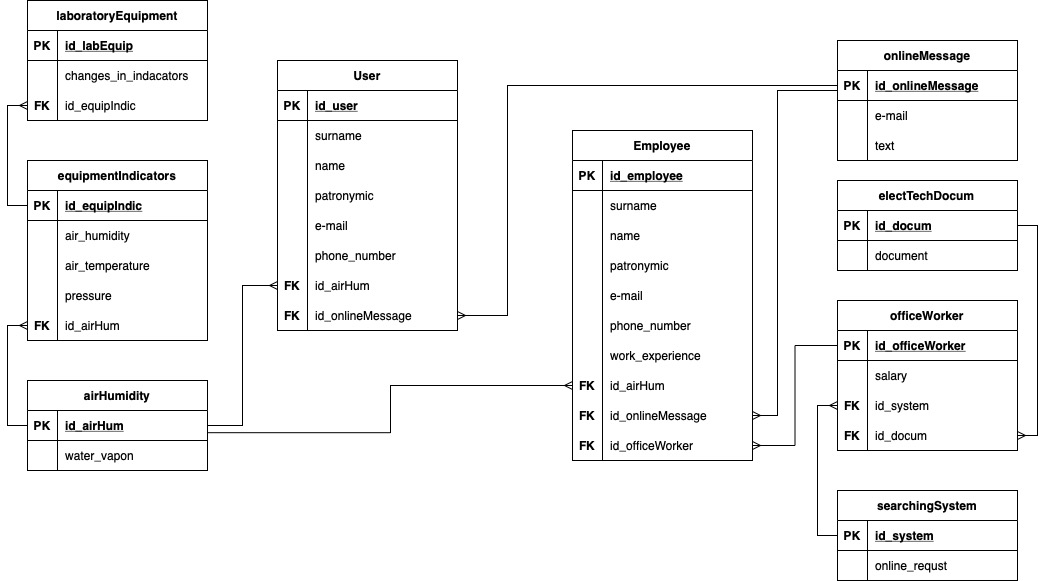 laboratoryEquipment
PK id_labEquip
changes_in_indacators
FK id_equipIndic
equipmentIndicators
PK id_equipIndic
air_humidity
air_temperature
pressure
FK id_airHum
airHumidity
PK id_airHum
water_vapon
User
PK id_user
surname
name
patronymic
e-mail
phone_number
FK id_airHum
FK id_onlineMessage
Employee
PK id_employee
surname
name
patronymic
e-mail
phone_number
work_experience
FK id_airHum
FK id_onlineMessage
FK id_officeWorker
onlineMessage
PK id_onlineMessage
e-mail
text
electTechDocum
PK id_docum
document
officeWorker
PK id_officeWorker
salary
FK id_system
FK id_docum
searchingSystem
PK id_system
online_requst